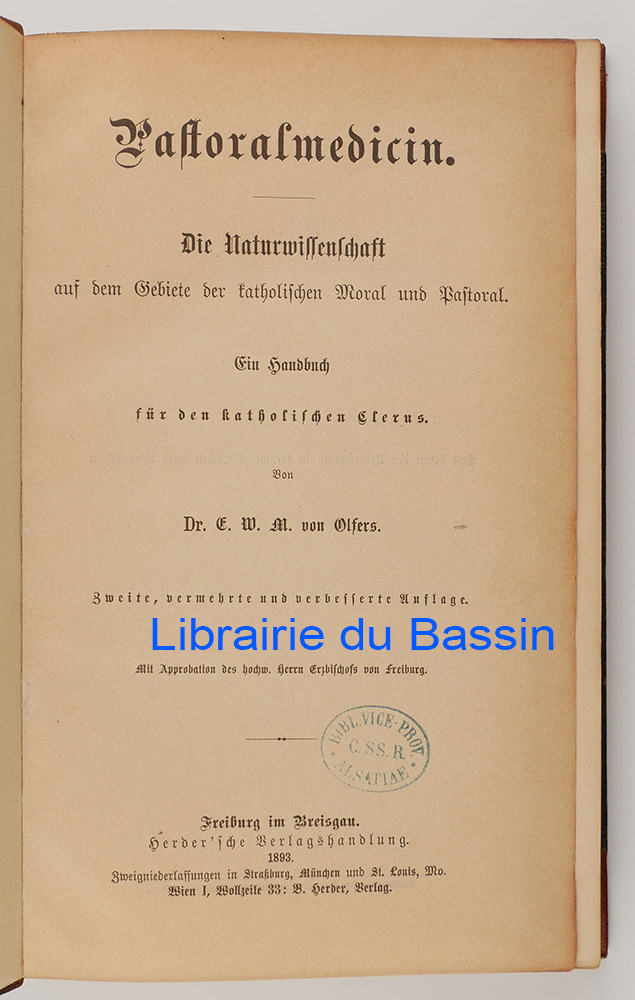 Pastoralmedicin.
Die Naturwissenschaft
auf dem Gebiete der katholischen Moral und Pastoral.
Ein Handbuch
für den katholischen Clerus.
Von
Dr. E. W. M. von Olfers.
Zweite, vermehrte und verbesserte Auflage.
Librairie du Bassin
Mit Approbation des hochw. Herrn Erzbischofs von Freiburg.
BIBL. VICE-PROV.
C. SS. R
ALSATIAE
Freiburg im Breisgau.
Herder'sche Verlagshandlung.
1893.
Zweigniederlassungen in Straßburg, München und St. Louis, Mo.
Wien I, Wollzeile 33: B. Herder, Verlag.